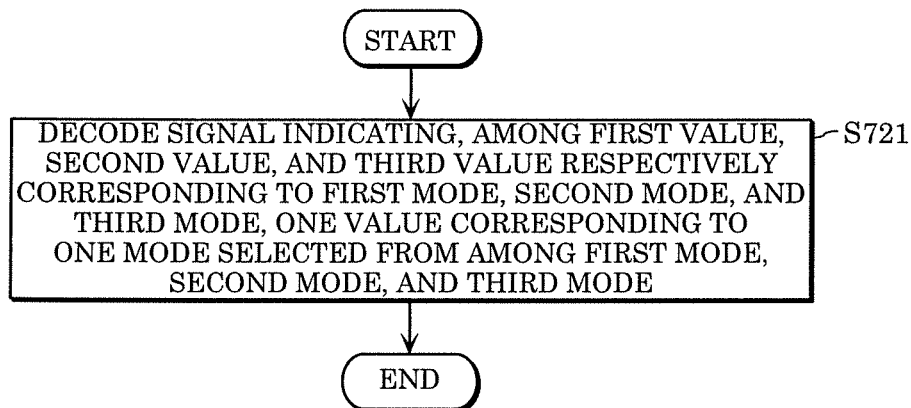 START
DECODE SIGNAL INDICATING, AMONG FIRST VALUE,
SECOND VALUE, AND THIRD VALUE RESPECTIVELY
CORRESPONDING TO FIRST MODE, SECOND MODE, AND
THIRD MODE, ONE VALUE CORRESPONDING TO
ONE MODE SELECTED FROM AMONG FIRST MODE,
SECOND MODE, AND THIRD MODE
S721
END